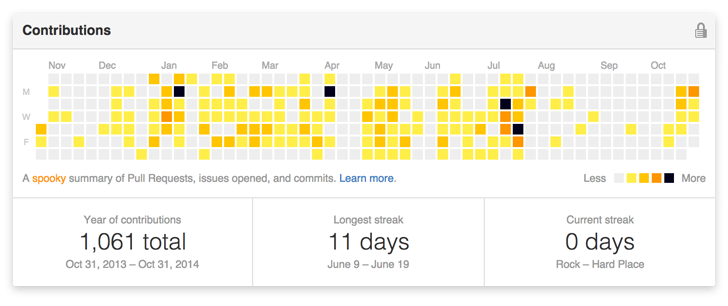 Contributions
Nov Dec Jan Feb Mar Apr May Jun Jul Aug Sep Oct
M
W
F
A spooky summary of Pull Requests, issues opened, and commits. Learn more.
Less More
Year of contributions
1,061 total
Oct 31, 2013 – Oct 31, 2014
Longest streak
11 days
June 9 – June 19
Current streak
0 days
Rock – Hard Place